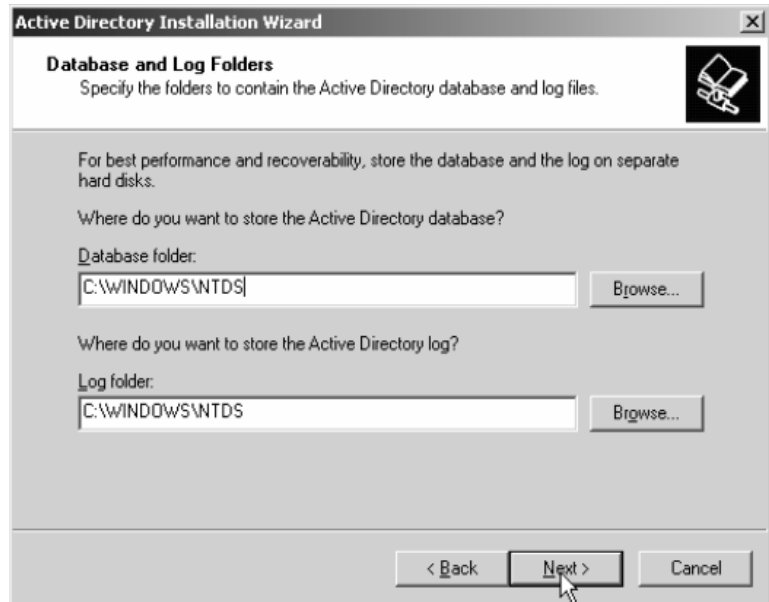 Active Directory Installation Wizard
Database and Log Folders
Specify the folders to contain the Active Directory database and log files.
For best performance and recoverability, store the database and the log on separate
hard disks.
Where do you want to store the Active Directory database?
Database folder:
C:\WINDOWS\NTDS
Browse...
Where do you want to store the Active Directory log?
Log folder:
C:\WINDOWS\NTDS
Browse...
< Back
Next >
Cancel